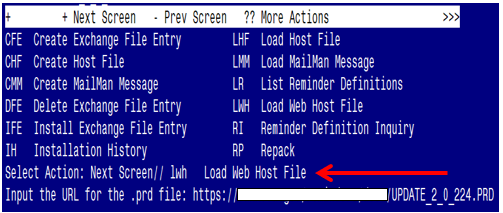 + + Next Screen - Prev Screen ?? More Actions >>>
CFE Create Exchange File Entry LHF Load Host File
CHF Create Host File LMM Load MailMan Message
CMM Create MailMan Message LR List Reminder Definitions
DFE Delete Exchange File Entry LWH Load Web Host File
IFE Install Exchange File Entry RI Reminder Definition Inquiry
IH Installation History RP Repack
Select Action: Next Screen// lwh Load Web Host File
Input the URL for the .prd file: https:// /UPDATE_2_0_224.PRD